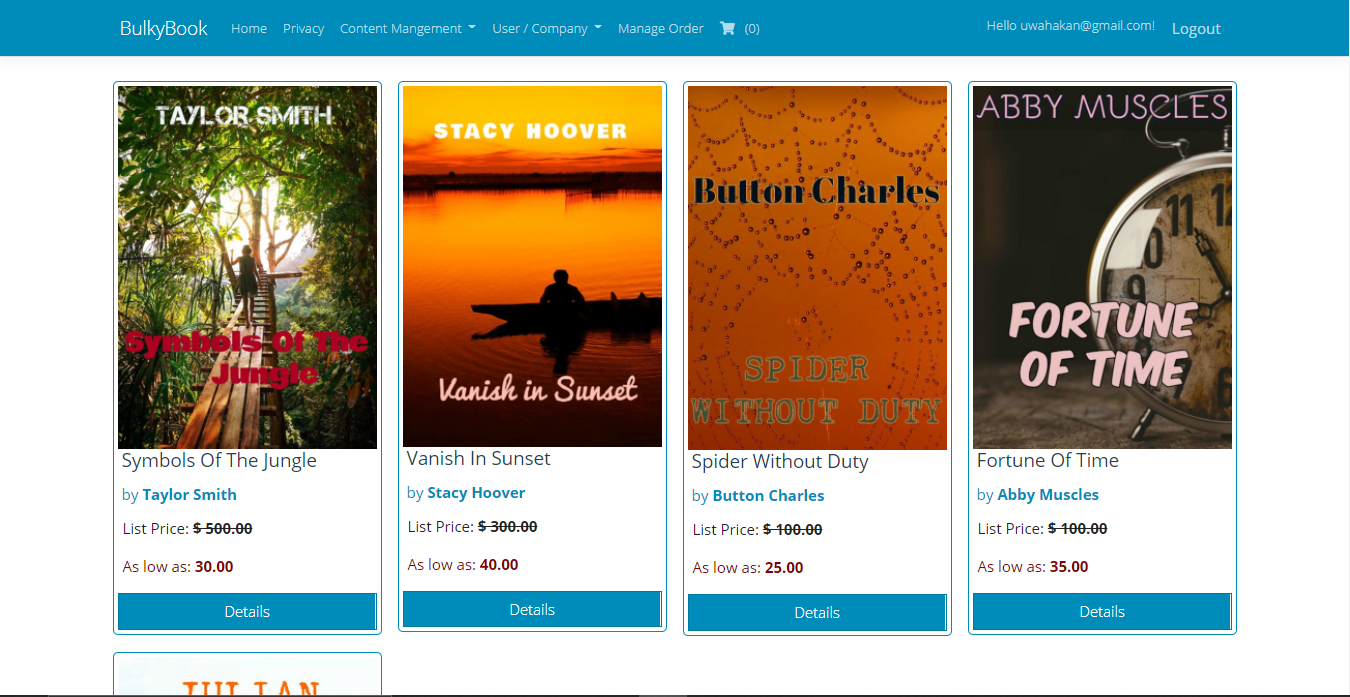 BulkyBook Home Privacy Content Mangement User / Company Manage Order (0) Hello uwahakan@gmail.com! Logout
TAYLOR SMITH
Symbols Of The
Jungle
Symbols Of The Jungle
by Taylor Smith
List Price: $ 500.00
As low as: 30.00
Details
STACY HOOVER
Vanish in Sunset
Vanish In Sunset
by Stacy Hoover
List Price: $ 300.00
As low as: 40.00
Details
Button Charles
SPIDER
WITHOUT DUTY
Spider Without Duty
by Button Charles
List Price: $ 100.00
As low as: 25.00
Details
ABBY MUSCLES
11
12
10
FORTUNE
OF TIME
Fortune Of Time
by Abby Muscles
List Price: $ 100.00
As low as: 35.00
Details